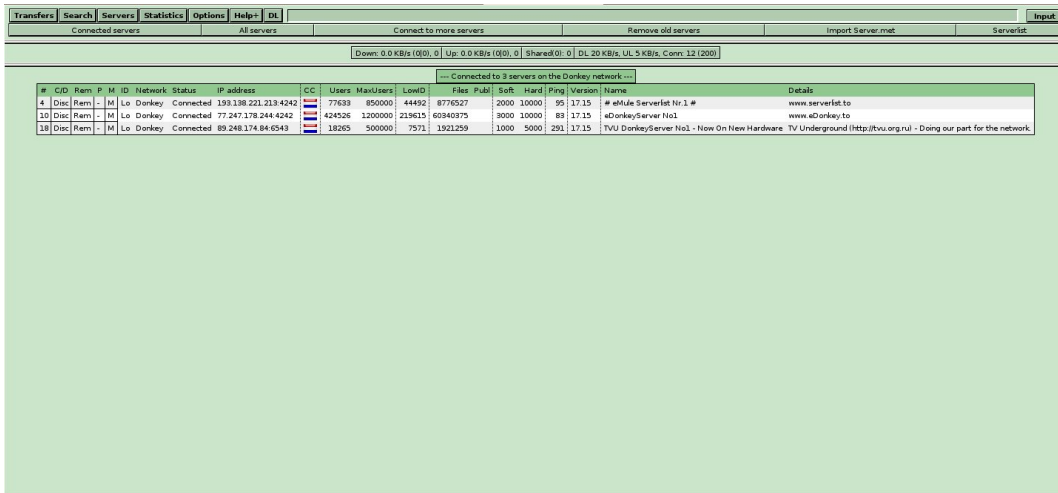 Transfers Search Servers Statistics Options Help+ DL Input
Connected servers All servers Connect to more servers Remove old servers Import Server.met Serverlist
Down: 0.0 KB/s (0|0), 0 Up: 0.0 KB/s (0|0), 0 Shared(0): 0 DL 20 KB/s, UL 5 KB/s, Conn: 12 (200)
--- Connected to 3 servers on the Donkey network ---
# C/D Rem P M ID Network Status IP address CC Users MaxUsers LowID Files Publ Soft Hard Ping Version Name Details
4 Disc Rem - M Lo Donkey Connected 193.138.221.213:4242 77633 850000 44492 8776527 2000 10000 95 17.15 # eMule Serverlist Nr.1 # www.serverlist.to
10 Disc Rem - M Lo Donkey Connected 77.247.178.244:4242 424526 1200000 219615 60340375 3000 10000 83 17.15 eDonkeyServer No1 www.eDonkey.to
18 Disc Rem - M Lo Donkey Connected 89.248.174.84:6543 18265 500000 7571 1921259 1000 5000 291 17.15 TVU DonkeyServer No1 - Now On New Hardware TV Underground (http://tvu.org.ru) - Doing our part for the network.